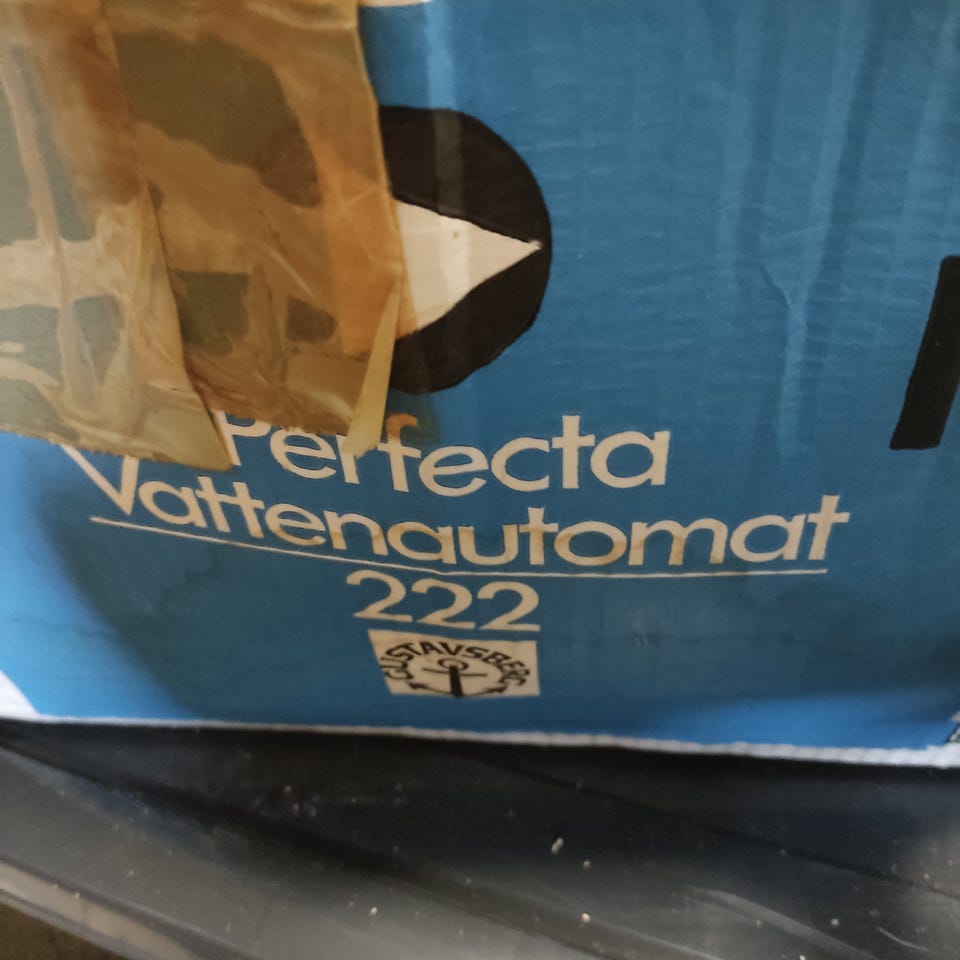 Perfecta
Vattenautomat
222
GUSTAVSBERG